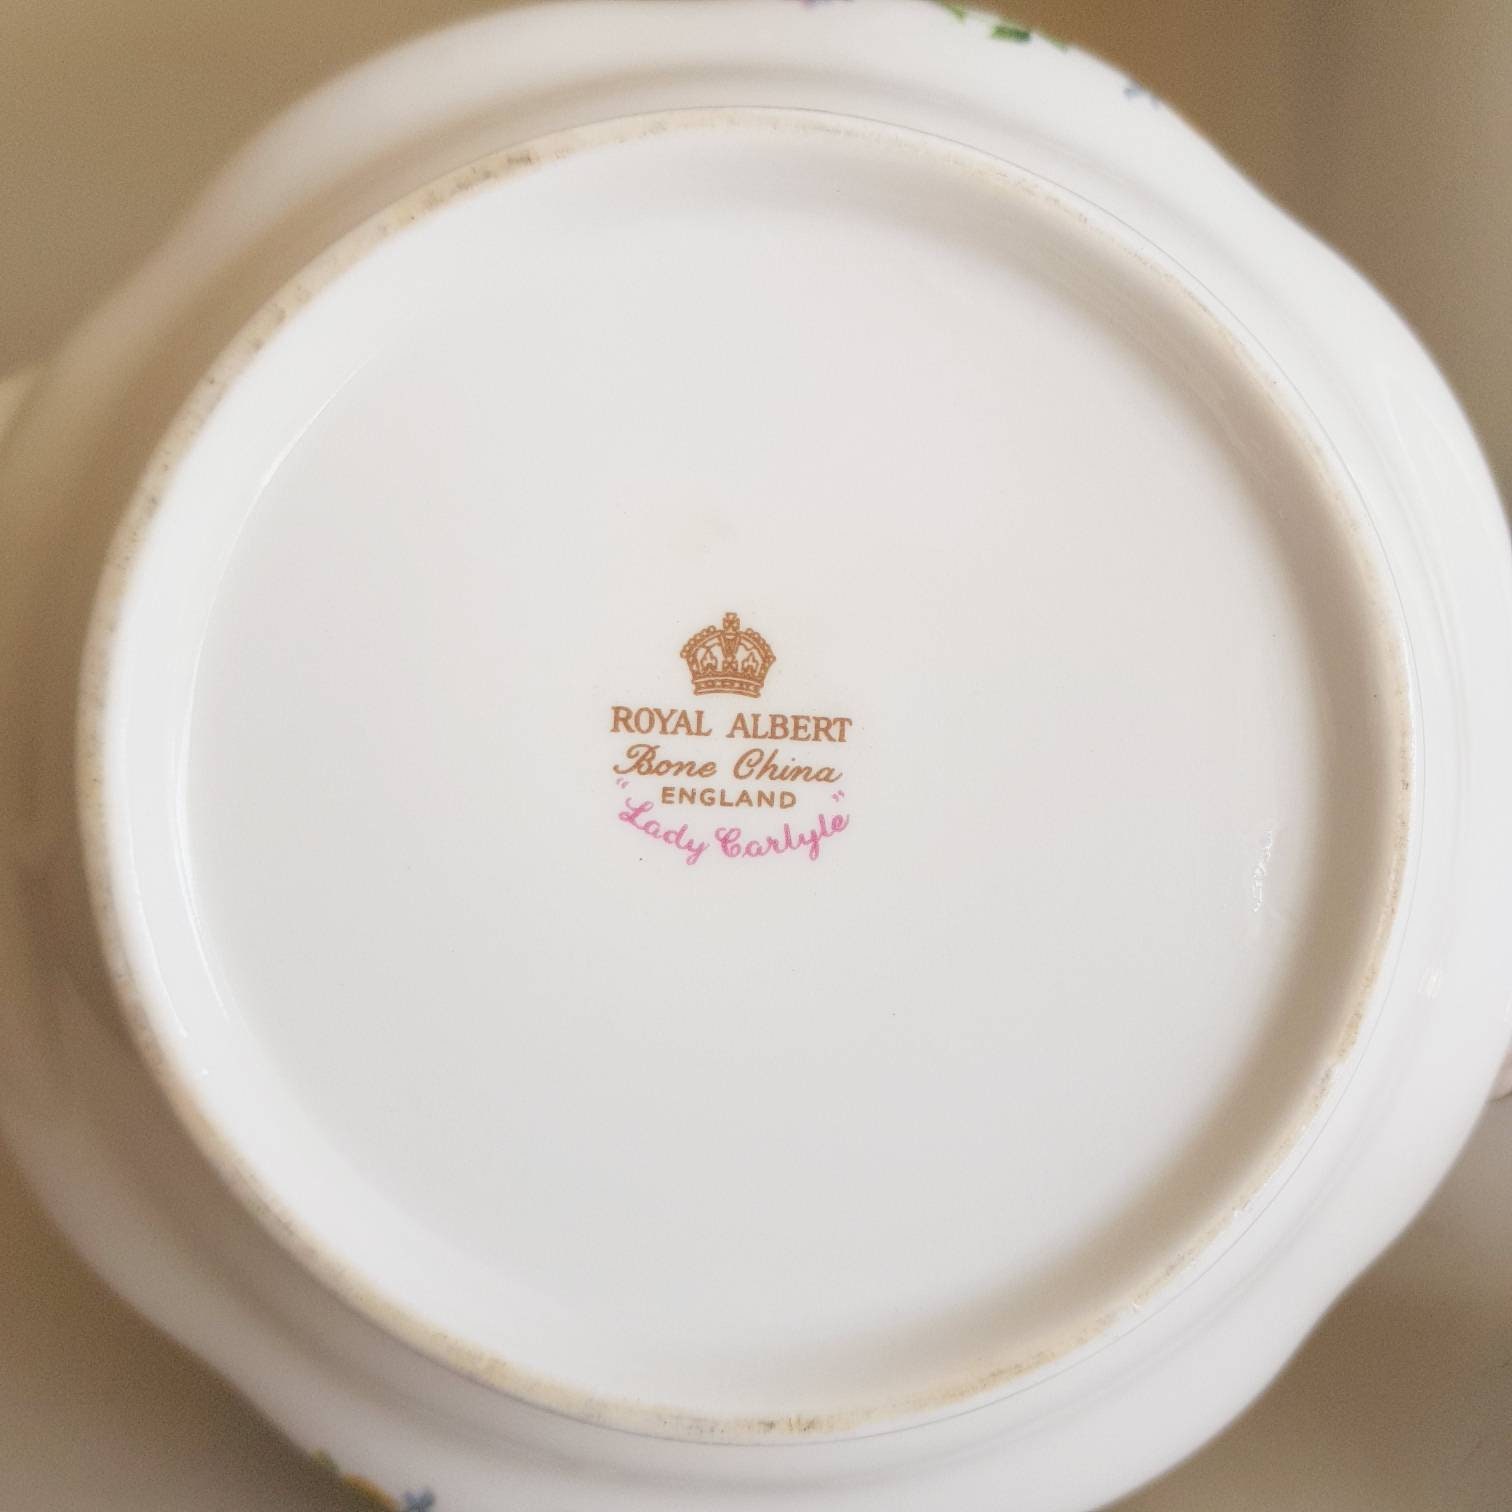 ROYAL ALBERT
Bone China
ENGLAND
"Lady Carlyle"